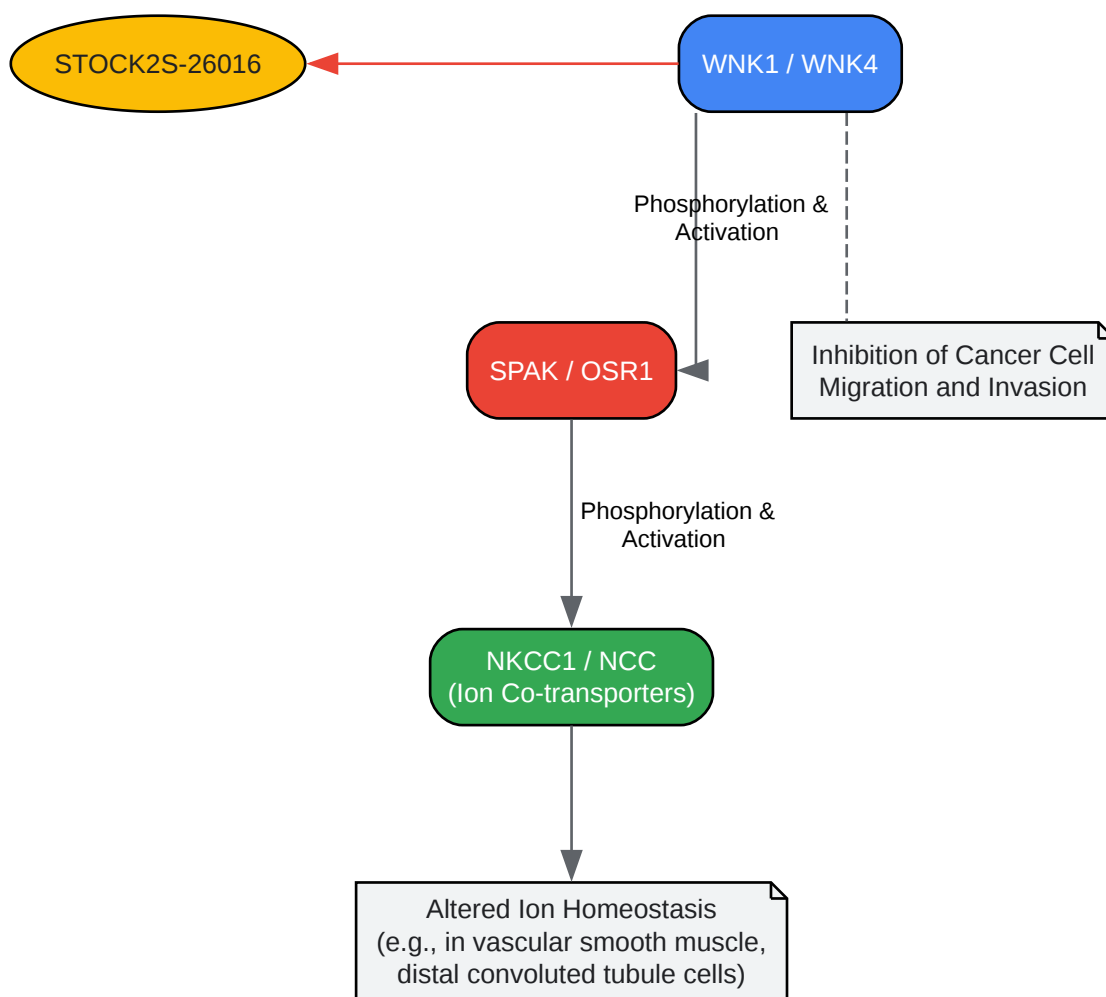 STOCK2S-26016
WNK1 / WNK4
Phosphorylation &
Activation
SPAK / OSR1
Inhibition of Cancer Cell
Migration and Invasion
Phosphorylation &
Activation
NKCC1 / NCC
(Ion Co-transporters)
Altered Ion Homeostasis
(e.g., in vascular smooth muscle,
distal convoluted tubule cells)